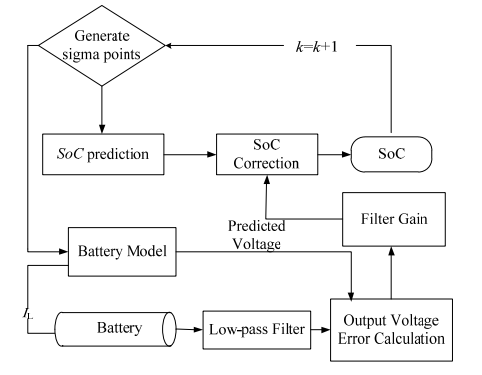 Generate
sigma points
k=k+1
SoC prediction
SoC
Correction
SoC
Filter Gain
Predicted
Voltage
Battery Model
I_L
Battery
Low-pass Filter
Output Voltage
Error Calculation